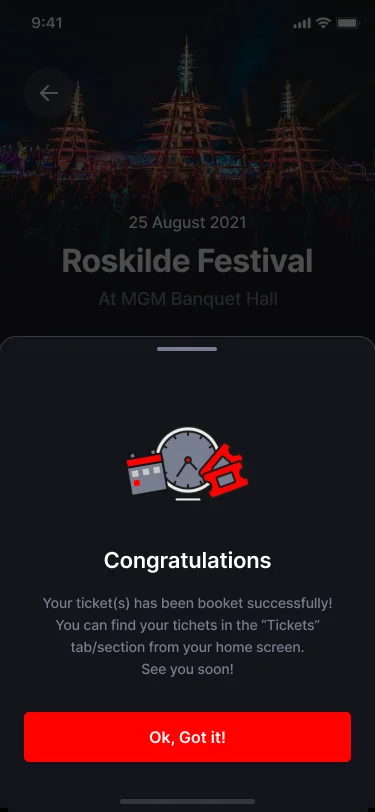 9:41
25 August 2021
Roskilde Festival
At MGM Banquet Hall
Congratulations
Your ticket(s) has been booket successfully!
You can find your tichets in the “Tickets”
tab/section from your home screen.
See you soon!
Ok, Got it!